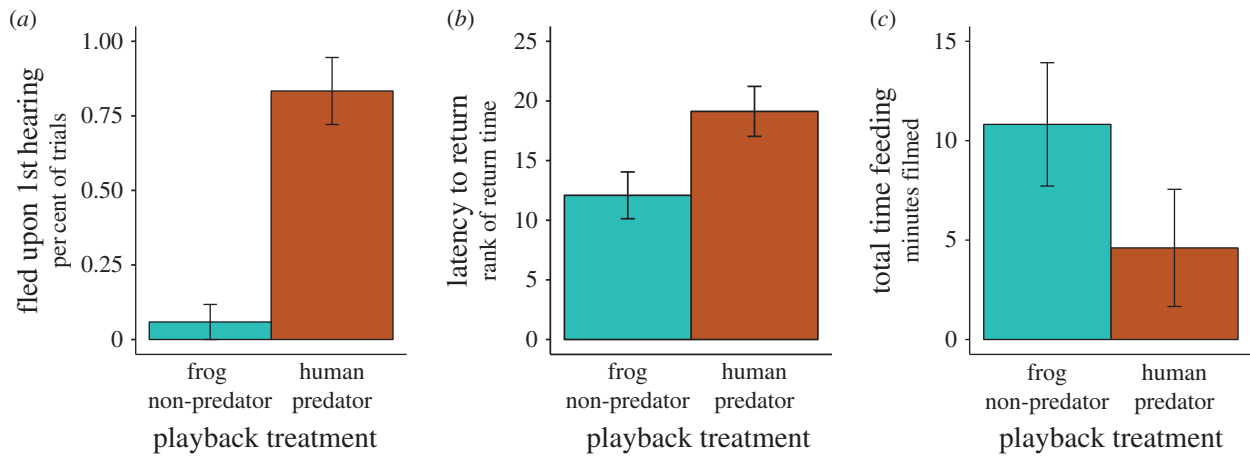 (a)
fled upon 1st hearing
per cent of trials
1.00
0.75
0.50
0.25
0
frog
non-predator
human
predator
playback treatment
(b)
latency to return
rank of return time
25
20
15
10
5
0
frog
non-predator
human
predator
playback treatment
(c)
total time feeding
minutes filmed
15
10
5
0
frog
non-predator
human
predator
playback treatment